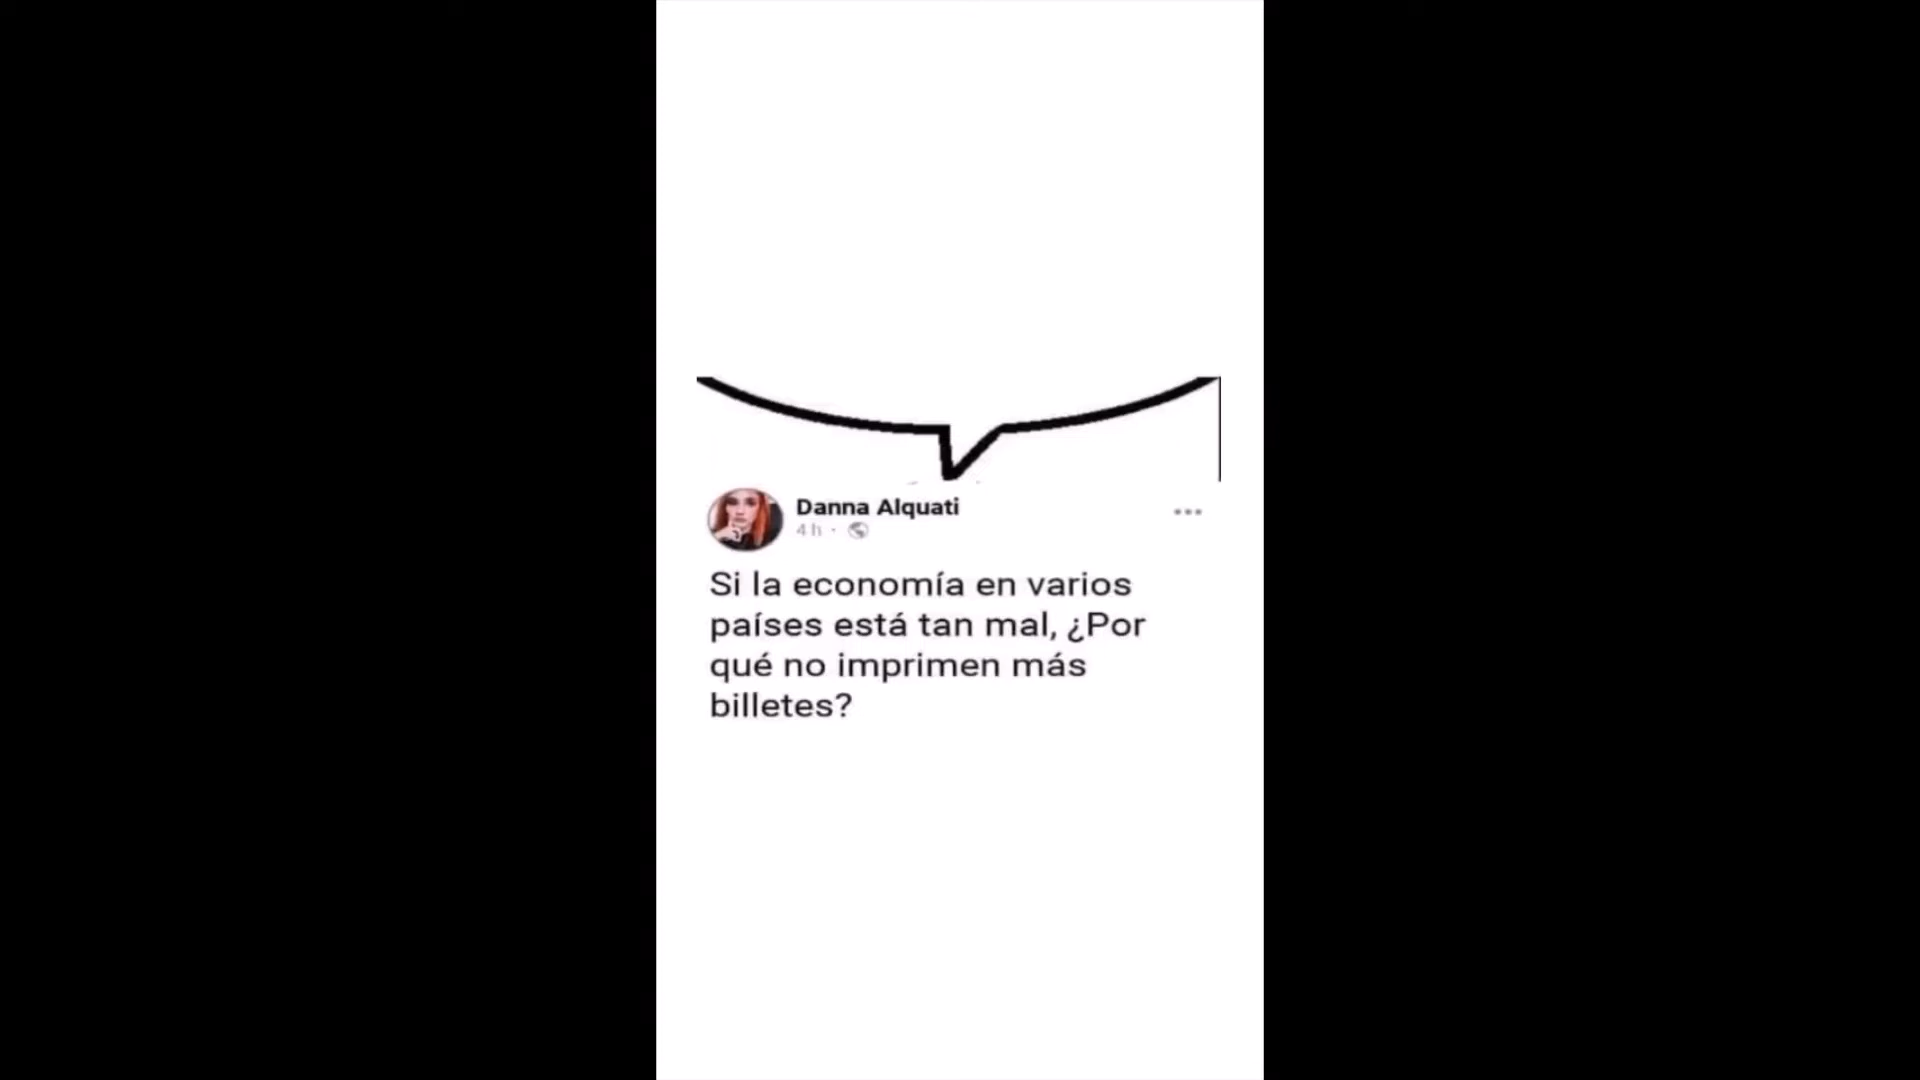 Danna Alquati
4 h ·
Si la economía en varios
países está tan mal, ¿Por
qué no imprimen más
billetes?